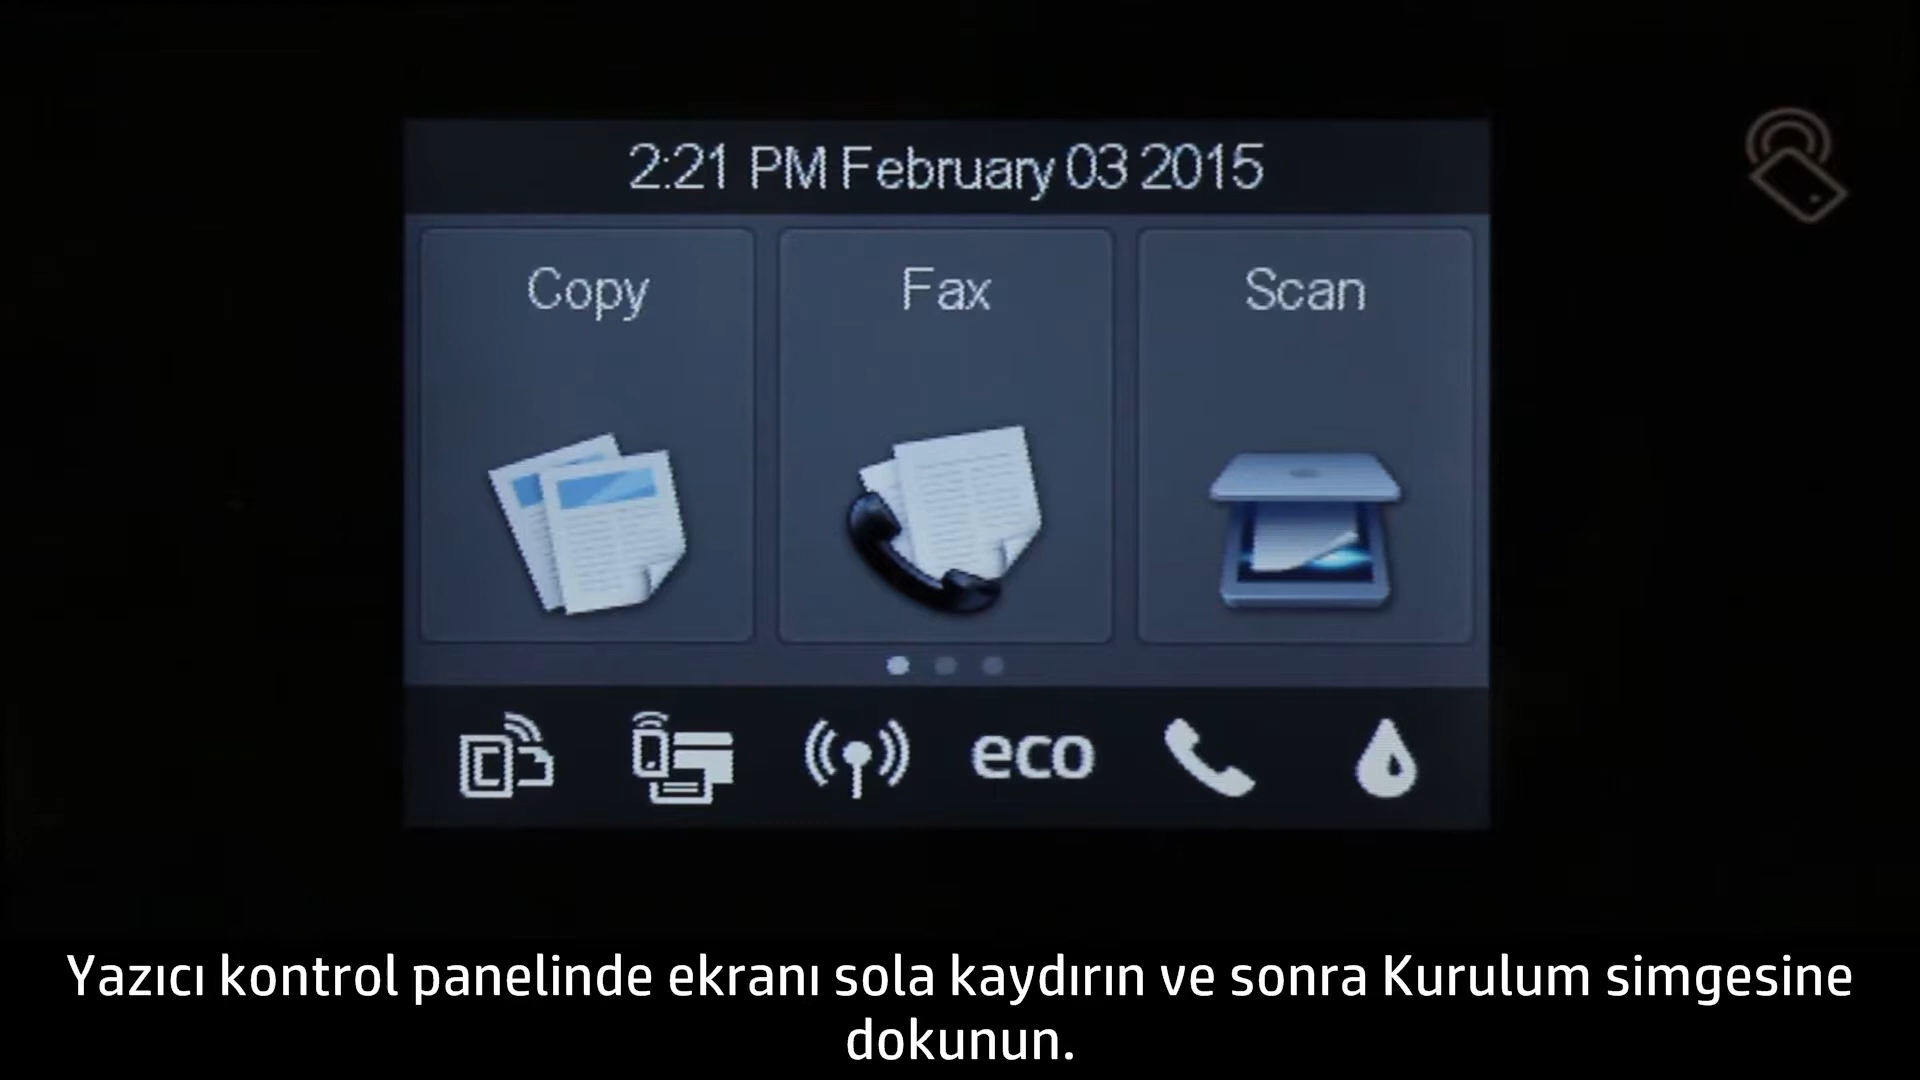 2:21 PM February 03 2015
Copy
Fax
Scan
eco
Yazıcı kontrol panelinde ekranı sola kaydırın ve sonra Kurulum simgesine
dokunun.